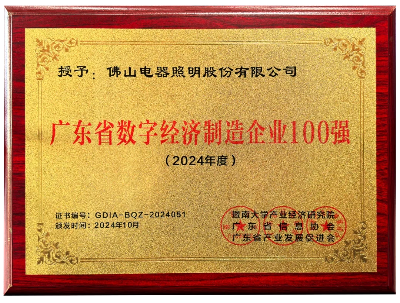 授予：佛山电器照明股份有限公司
广东省数字经济制造企业100强
（2024年度）
证书编号：GDIA-BQZ-2024051
颁发时间：2024年10月
暨南大学产业经济研究院
广东省信息协会
广东省产业发展促进会